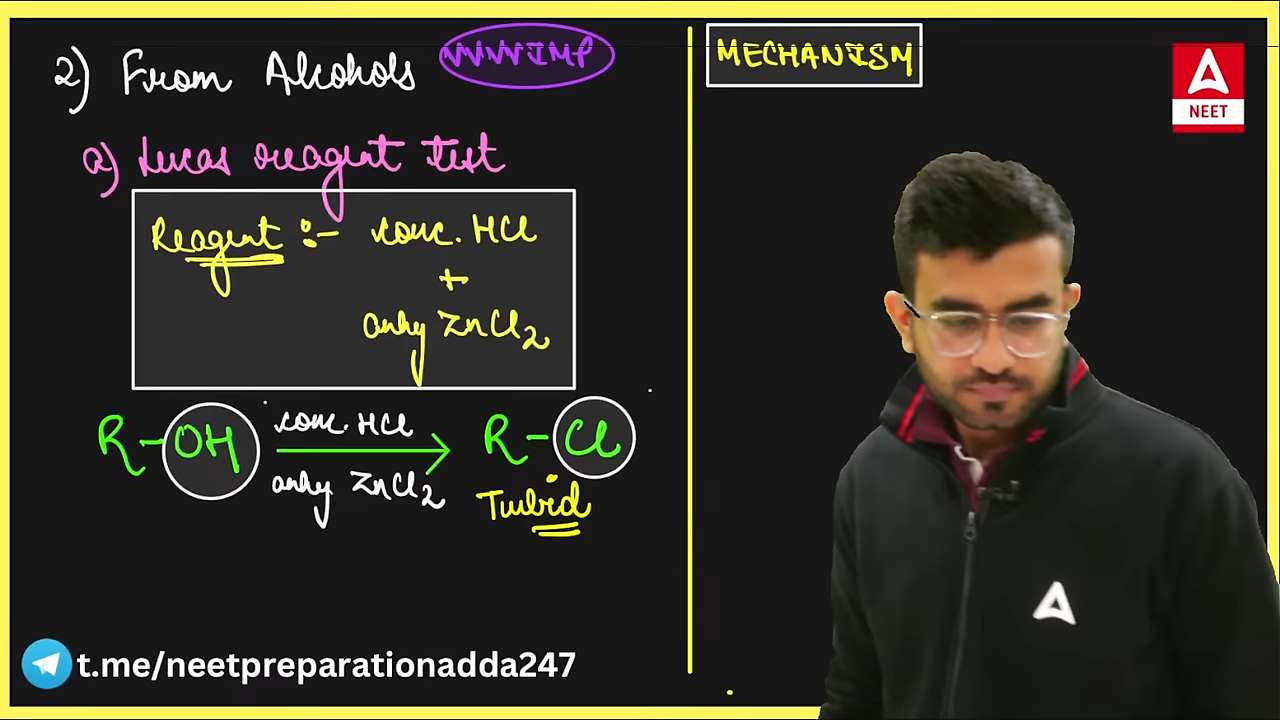 2) From Alcohols VVVVIMP
a) Lucas reagent test
Reagent :- conc. HCl
+
anhy ZnCl2
R-OH conc. HCl anhy ZnCl2 R-Cl
Turbid
MECHANISM
A
NEET
t.me/neetpreparationadda247